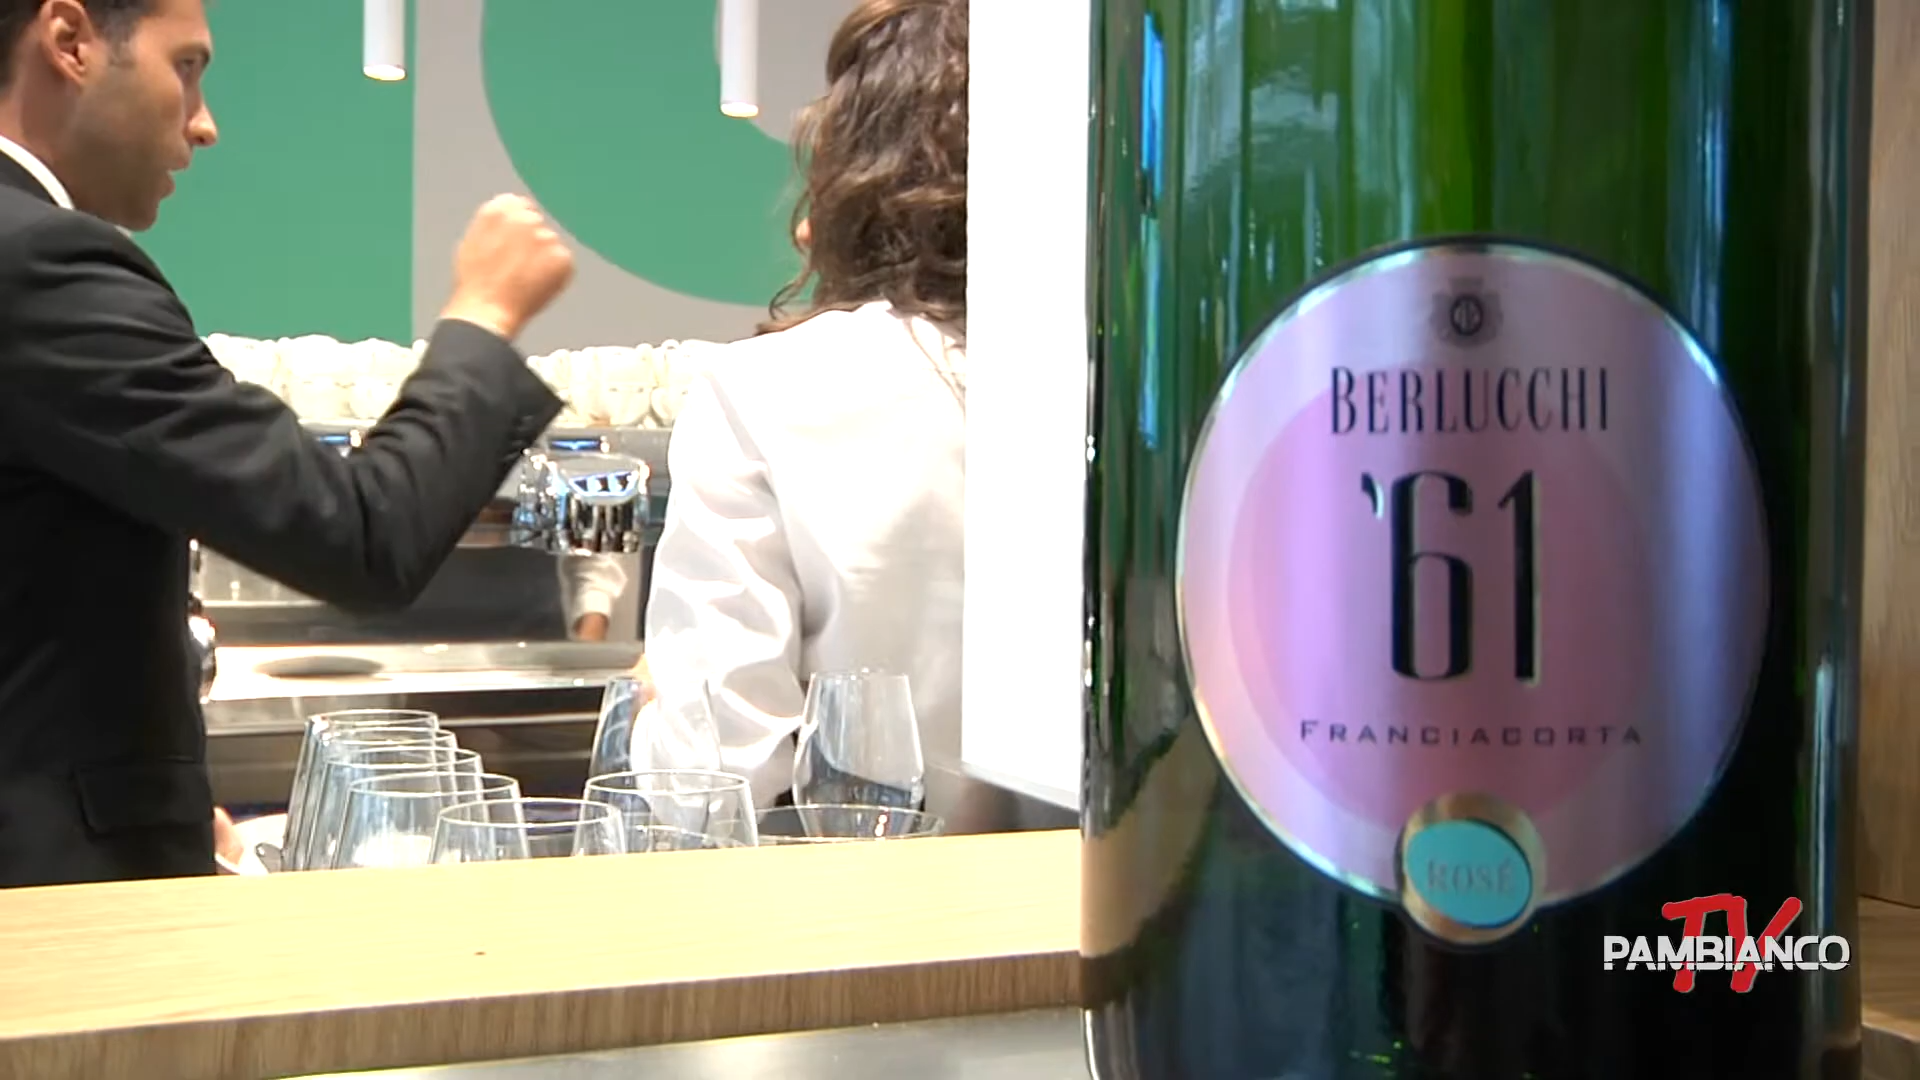 BERLUCCHI
'61
FRANCIACORTA
ROSÉ
TV
PAMBIANCO